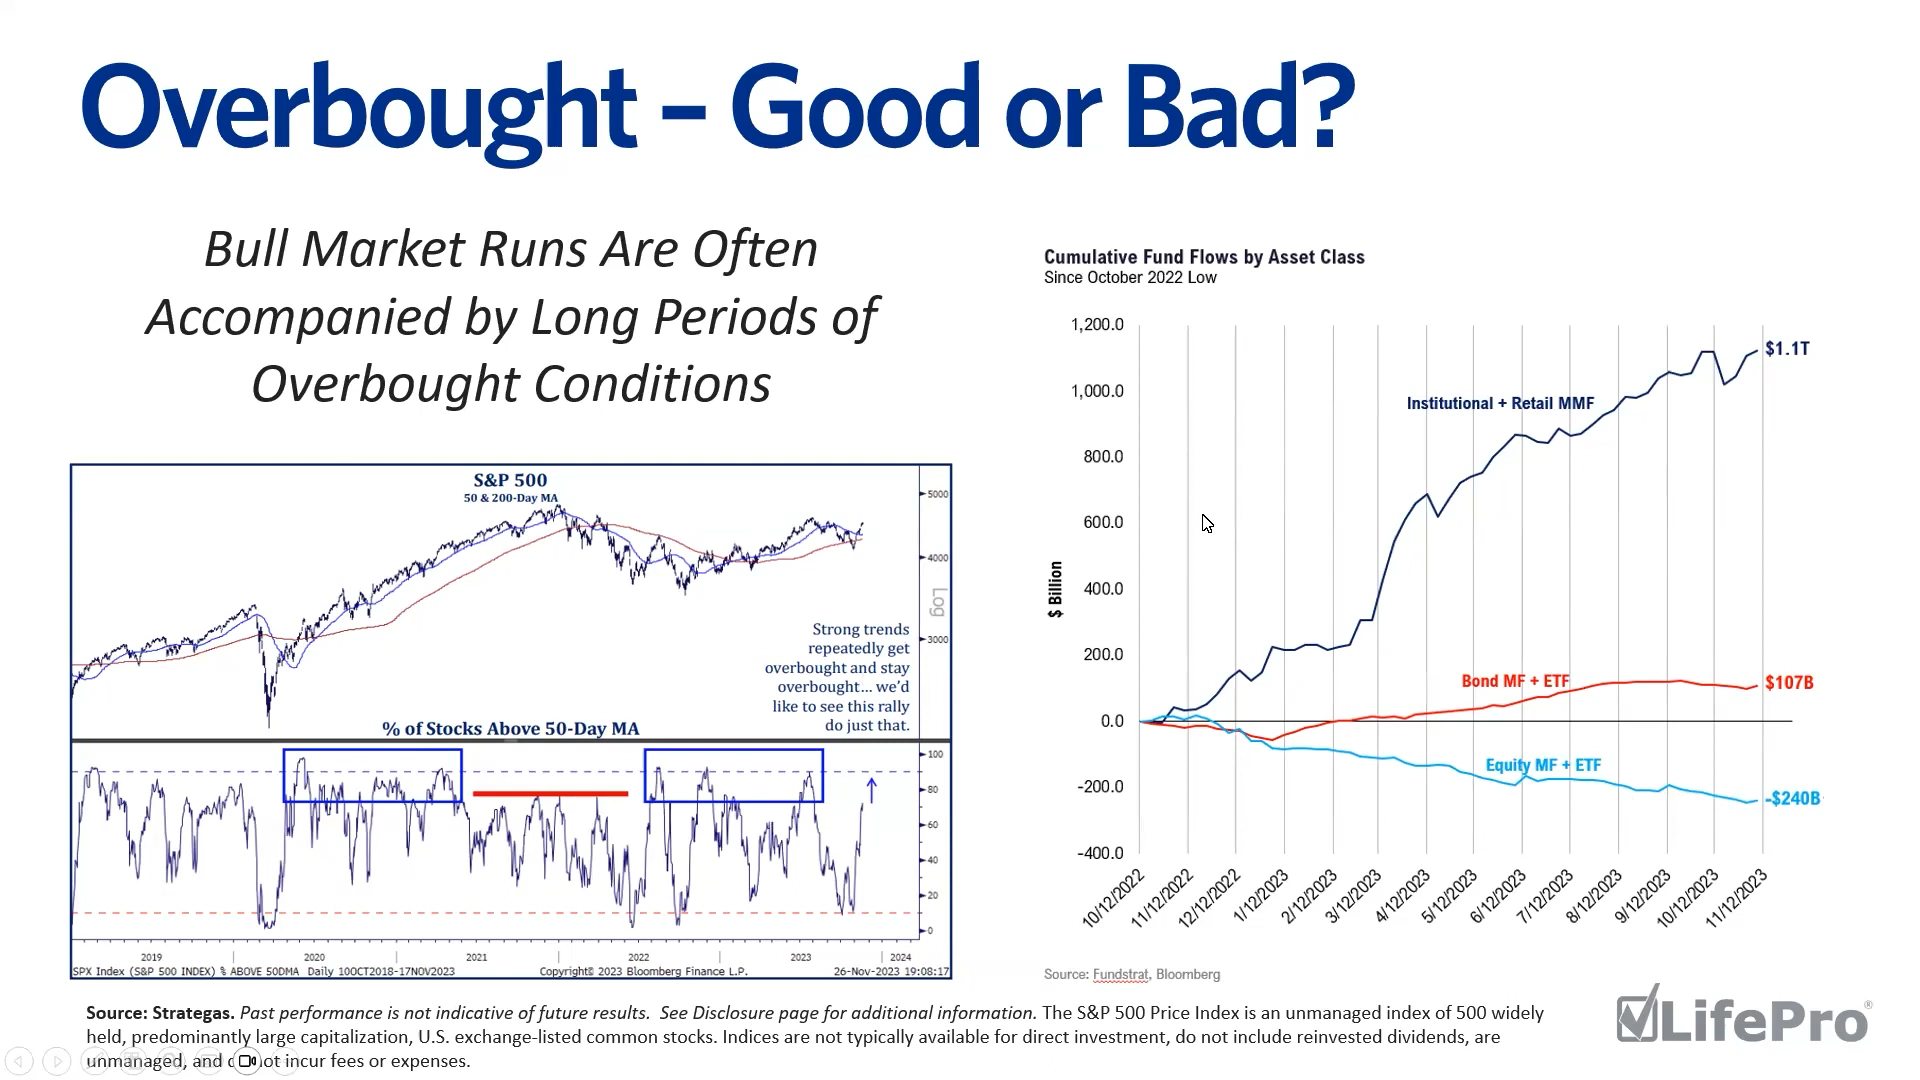 Overbought – Good or Bad?
Bull Market Runs Are Often
Accompanied by Long Periods of
Overbought Conditions
S&P 500
50 & 200-Day MA
5000
4000
Log
3000
Strong trends
repeatedly get
overbought and stay
overbought... we'd
like to see this rally
do just that.
% of Stocks Above 50-Day MA
100
80
60
40
20
0
2019 2020 2021 2022 2023 2024
SPX Index (S&P 500 INDEX) % ABOVE 50DMA Daily 10OCT2018-17NOV2023 Copyright© 2023 Bloomberg Finance L.P. 26-Nov-2023 19:08:17
Cumulative Fund Flows by Asset Class
Since October 2022 Low
$ Billion
1,200.0
1,000.0
800.0
600.0
400.0
200.0
0.0
-200.0
-400.0
$1.1T
Institutional + Retail MMF
Bond MF + ETF
$107B
Equity MF + ETF
-$240B
10/12/2022 11/12/2022 12/12/2022 1/12/2023 2/12/2023 3/12/2023 4/12/2023 5/12/2023 6/12/2023 7/12/2023 8/12/2023 9/12/2023 10/12/2023 11/12/2023
Source: Fundstrat, Bloomberg
Source: Strategas. Past performance is not indicative of future results. See Disclosure page for additional information. The S&P 500 Price Index is an unmanaged index of 500 widely
held, predominantly large capitalization, U.S. exchange-listed common stocks. Indices are not typically available for direct investment, do not include reinvested dividends, are
unmanaged, and not incur fees or expenses.
LifePro®